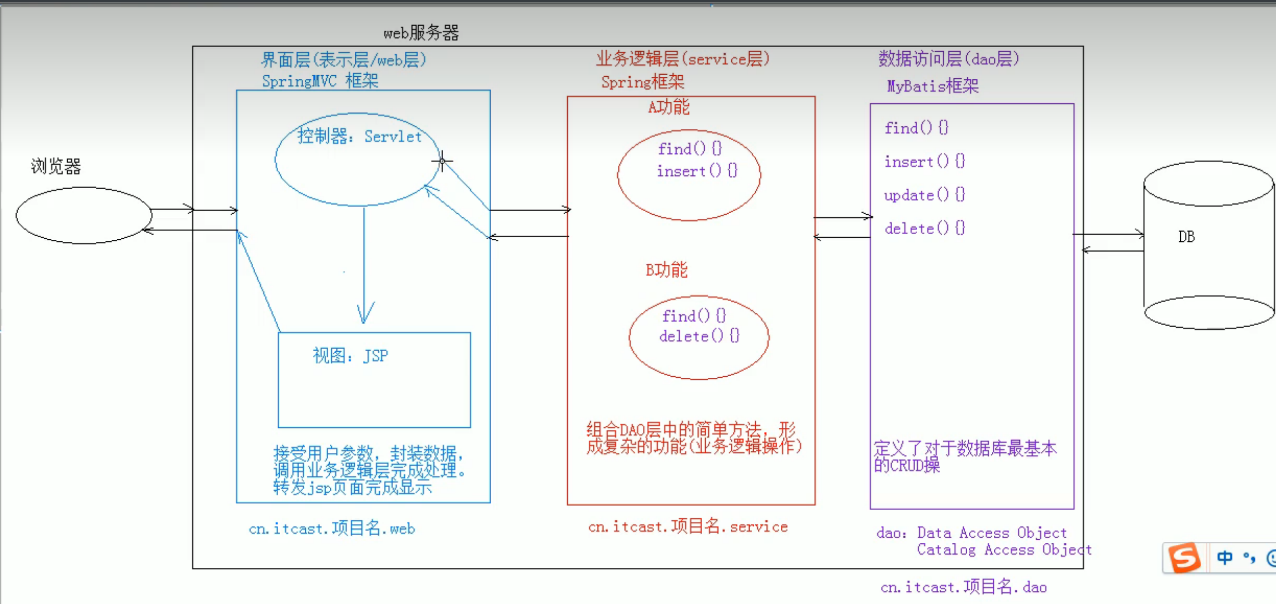 web服务器
界面层(表示层/web层)
SpringMVC 框架
控制器：Servlet
视图：JSP
接受用户参数，封装数据，
调用业务逻辑层完成处理。
转发jsp页面完成显示
cn.itcast.项目名.web
浏览器
业务逻辑层(service层)
Spring框架
A功能
find(){}
insert(){}
B功能
find(){}
delete(){}
组合DAO层中的简单方法，形
成复杂的功能(业务逻辑操作)
cn.itcast.项目名.service
数据访问层(dao层)
MyBatis框架
find(){}
insert(){}
update(){}
delete(){}
定义了对于数据库最基本
的CRUD操
dao：Data Access Object
Catalog Access Object
cn.itcast.项目名.dao
DB
S
中 °，